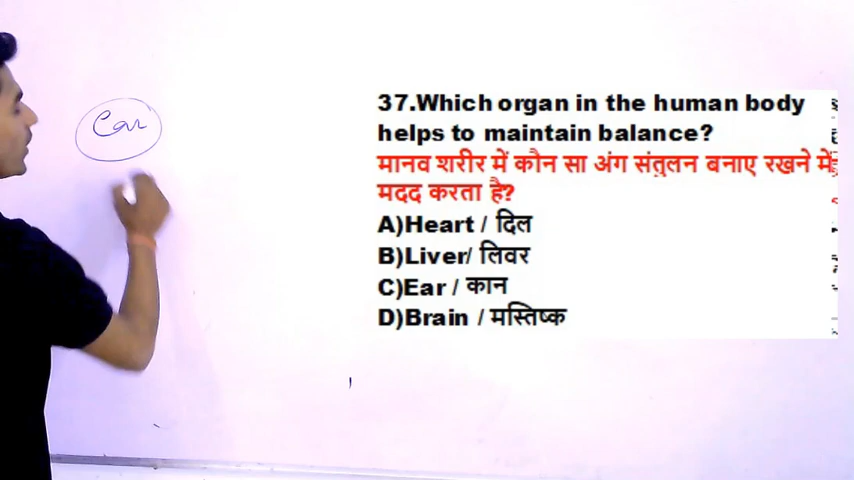 Ear
37.Which organ in the human body
helps to maintain balance?
मानव शरीर में कौन सा अंग संतुलन बनाए रखने में
मदद करता है?
A)Heart / दिल
B)Liver/ लिवर
C)Ear / कान
D)Brain / मस्तिष्क